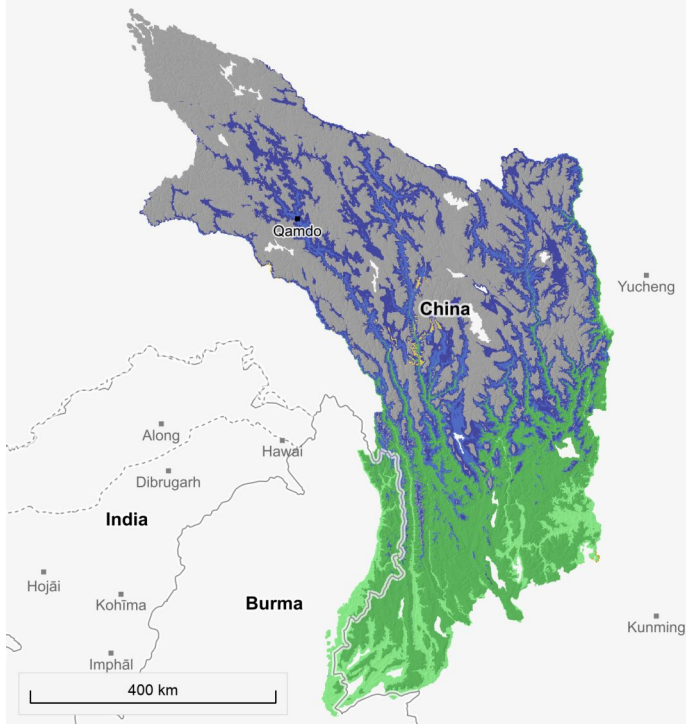 Qamdo
China
Yucheng
Along
Hawai
Dibrugarh
India
Hojāi
Kohīma
Burma
Kunming
Imphāl
400 km